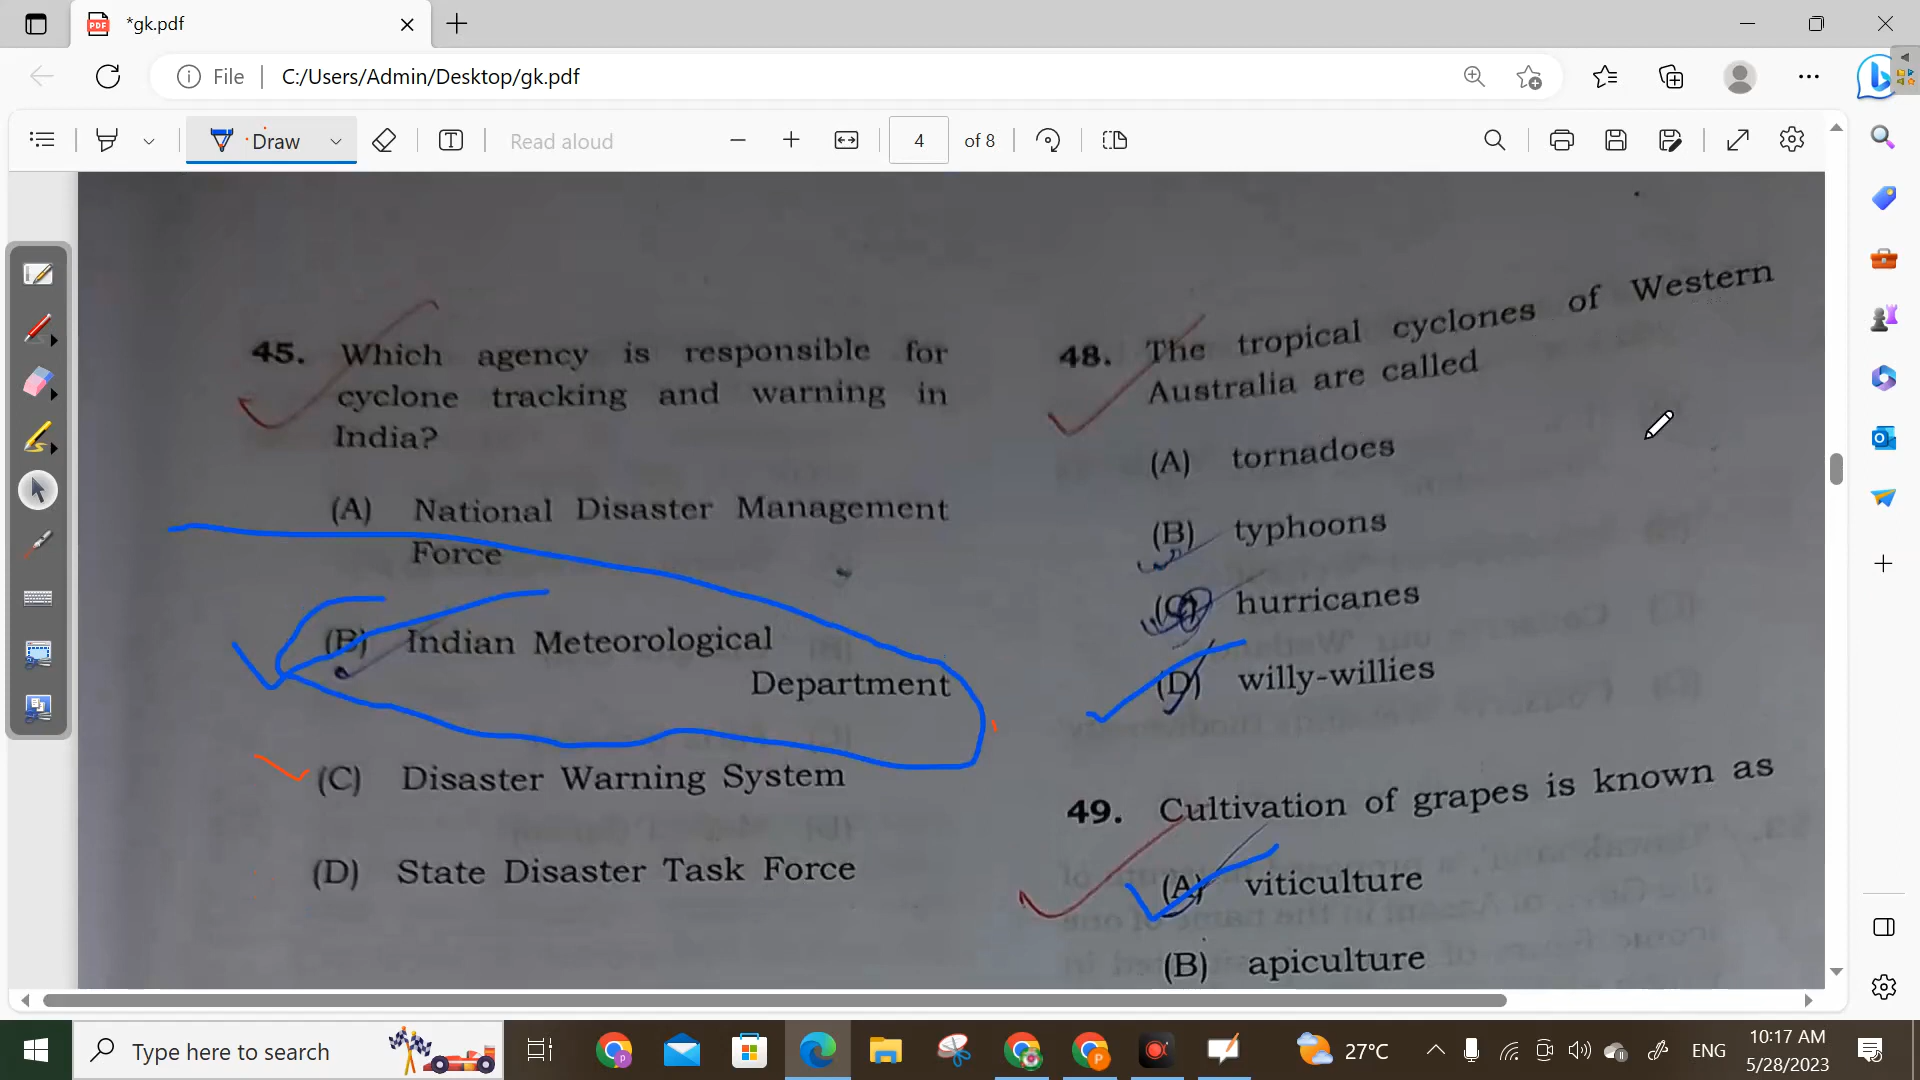 *gk.pdf
File
C:/Users/Admin/Desktop/gk.pdf
Draw
Read aloud
4
of 8
45. Which agency is responsible for
cyclone tracking and warning in
India?
(A) National Disaster Management
Force
(B) Indian Meteorological
Department
(C) Disaster Warning System
(D) State Disaster Task Force
48. The tropical cyclones of Western
Australia are called
(A) tornadoes
(B) typhoons
(C) hurricanes
(D) willy-willies
49. Cultivation of grapes is known as
(A) viticulture
(B) apiculture
Type here to search
27°C
ENG
10:17 AM
5/28/2023